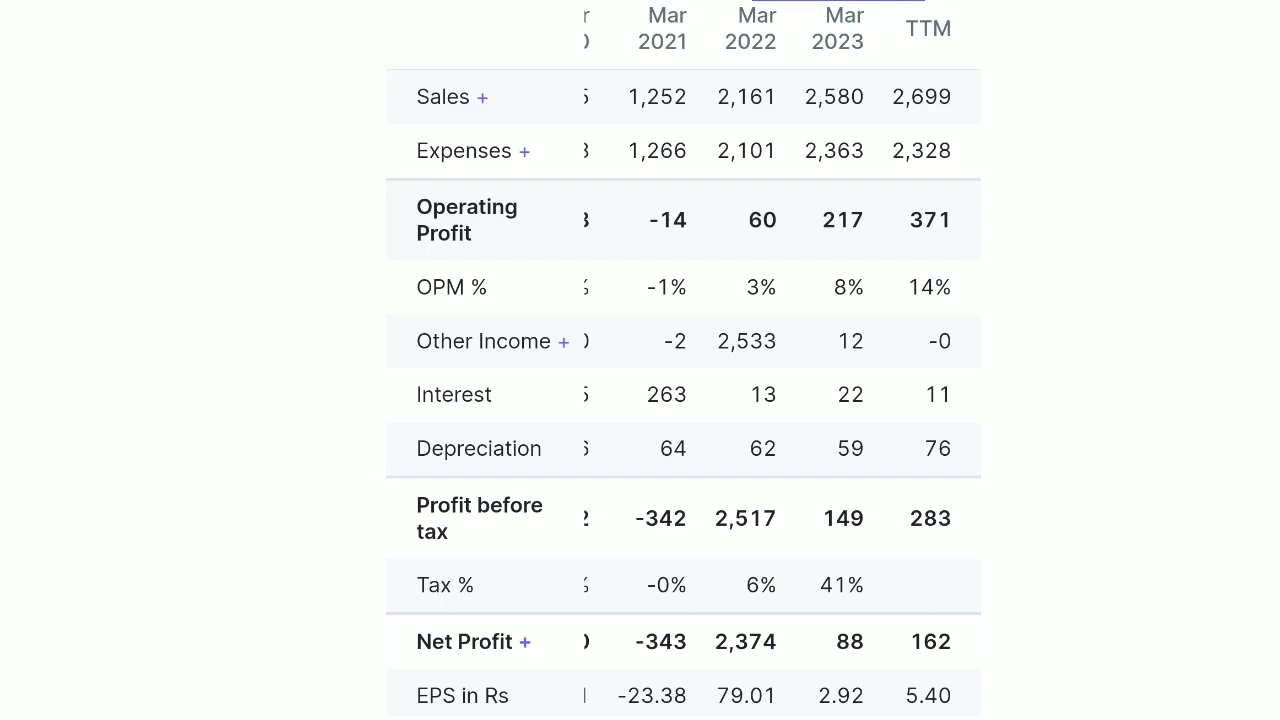 Mar Mar Mar TTM
2021 2022 2023
Sales + 1,252 2,161 2,580 2,699
Expenses + 1,266 2,101 2,363 2,328
Operating
Profit -14 60 217 371
OPM % -1% 3% 8% 14%
Other Income + -2 2,533 12 -0
Interest 263 13 22 11
Depreciation 64 62 59 76
Profit before
tax -342 2,517 149 283
Tax % -0% 6% 41%
Net Profit + -343 2,374 88 162
EPS in Rs -23.38 79.01 2.92 5.40